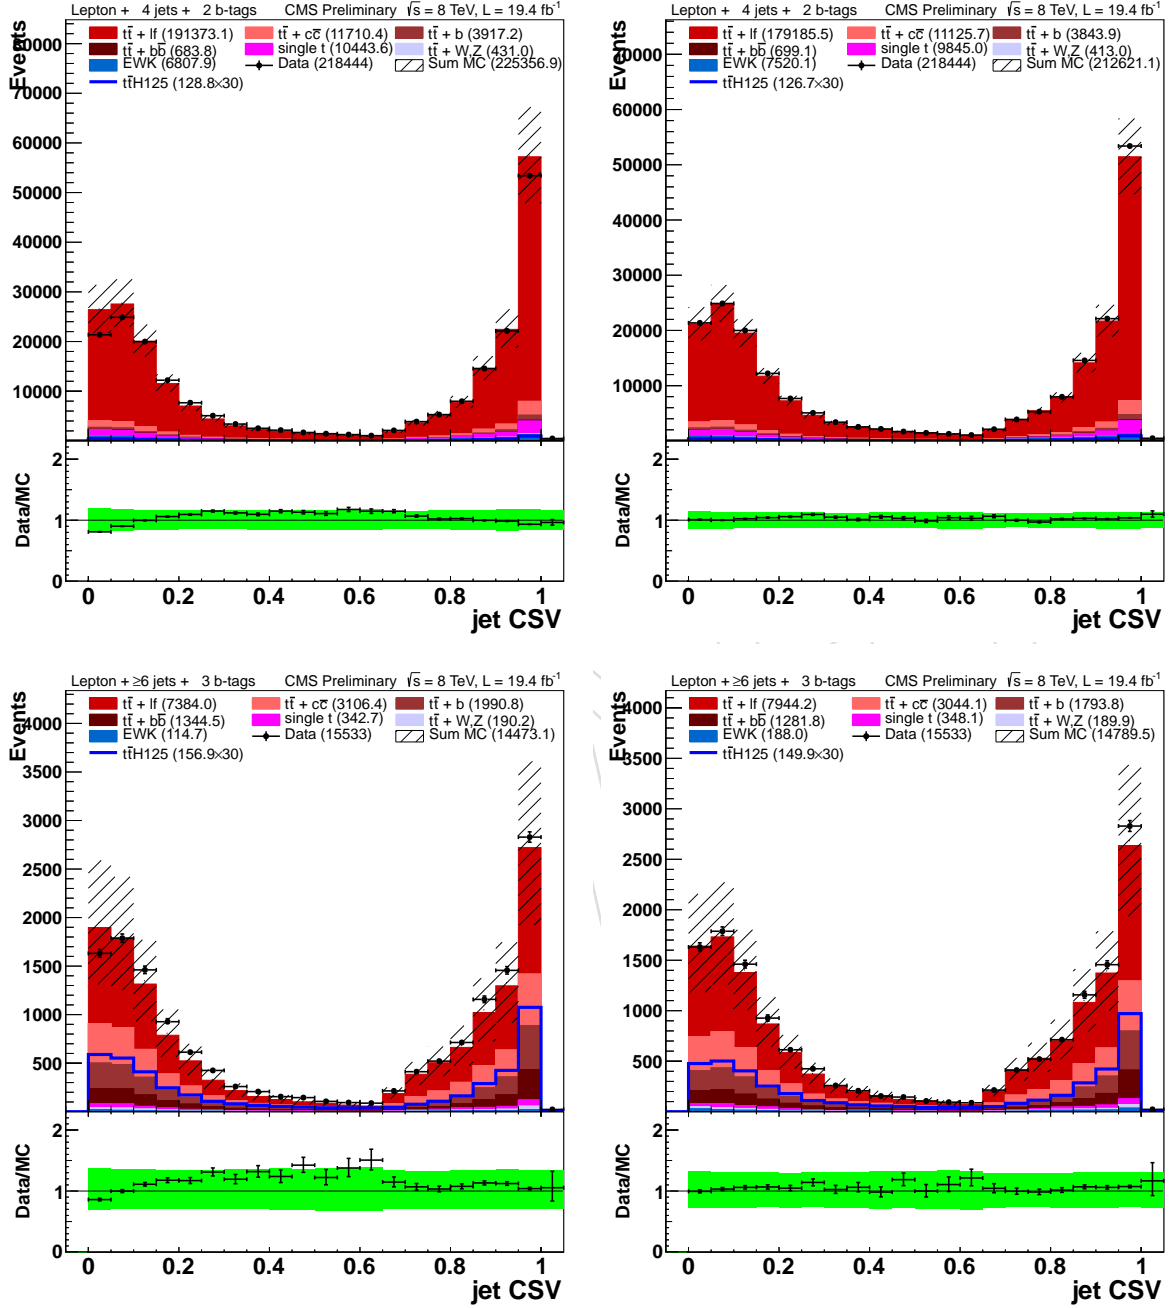 Lepton + 4 jets + 2 b-tags CMS Preliminary √s = 8 TeV, L = 19.4 fb⁻¹
tt̄ + lf (191373.1) tt̄ + cc̄ (11710.4) tt̄ + b (3917.2)
tt̄ + bb̄ (683.8) single t (10443.6) tt̄ + W,Z (431.0)
EWK (6807.9) Data (218444) Sum MC (225356.9)
tt̄H125 (128.8×30)
Events
80000
70000
60000
50000
40000
30000
20000
10000
Data/MC
2
1
0
0 0.2 0.4 0.6 0.8 1
jet CSV
Lepton + 4 jets + 2 b-tags CMS Preliminary √s = 8 TeV, L = 19.4 fb⁻¹
tt̄ + lf (179185.5) tt̄ + cc̄ (11125.7) tt̄ + b (3843.9)
tt̄ + bb̄ (699.1) single t (9845.0) tt̄ + W,Z (413.0)
EWK (7520.1) Data (218444) Sum MC (212621.1)
tt̄H125 (126.7×30)
Events
70000
60000
50000
40000
30000
20000
10000
Data/MC
2
1
0
0 0.2 0.4 0.6 0.8 1
jet CSV
Lepton + ≥6 jets + 3 b-tags CMS Preliminary √s = 8 TeV, L = 19.4 fb⁻¹
tt̄ + lf (7384.0) tt̄ + cc̄ (3106.4) tt̄ + b (1990.8)
tt̄ + bb̄ (1344.5) single t (342.7) tt̄ + W,Z (190.2)
EWK (114.7) Data (15533) Sum MC (14473.1)
tt̄H125 (156.9×30)
Events
4000
3500
3000
2500
2000
1500
1000
500
Data/MC
2
1
0
0 0.2 0.4 0.6 0.8 1
jet CSV
Lepton + ≥6 jets + 3 b-tags CMS Preliminary √s = 8 TeV, L = 19.4 fb⁻¹
tt̄ + lf (7944.2) tt̄ + cc̄ (3044.1) tt̄ + b (1793.8)
tt̄ + bb̄ (1281.8) single t (348.1) tt̄ + W,Z (189.9)
EWK (188.0) Data (15533) Sum MC (14789.5)
tt̄H125 (149.9×30)
Events
4000
3500
3000
2500
2000
1500
1000
500
Data/MC
2
1
0
0 0.2 0.4 0.6 0.8 1
jet CSV